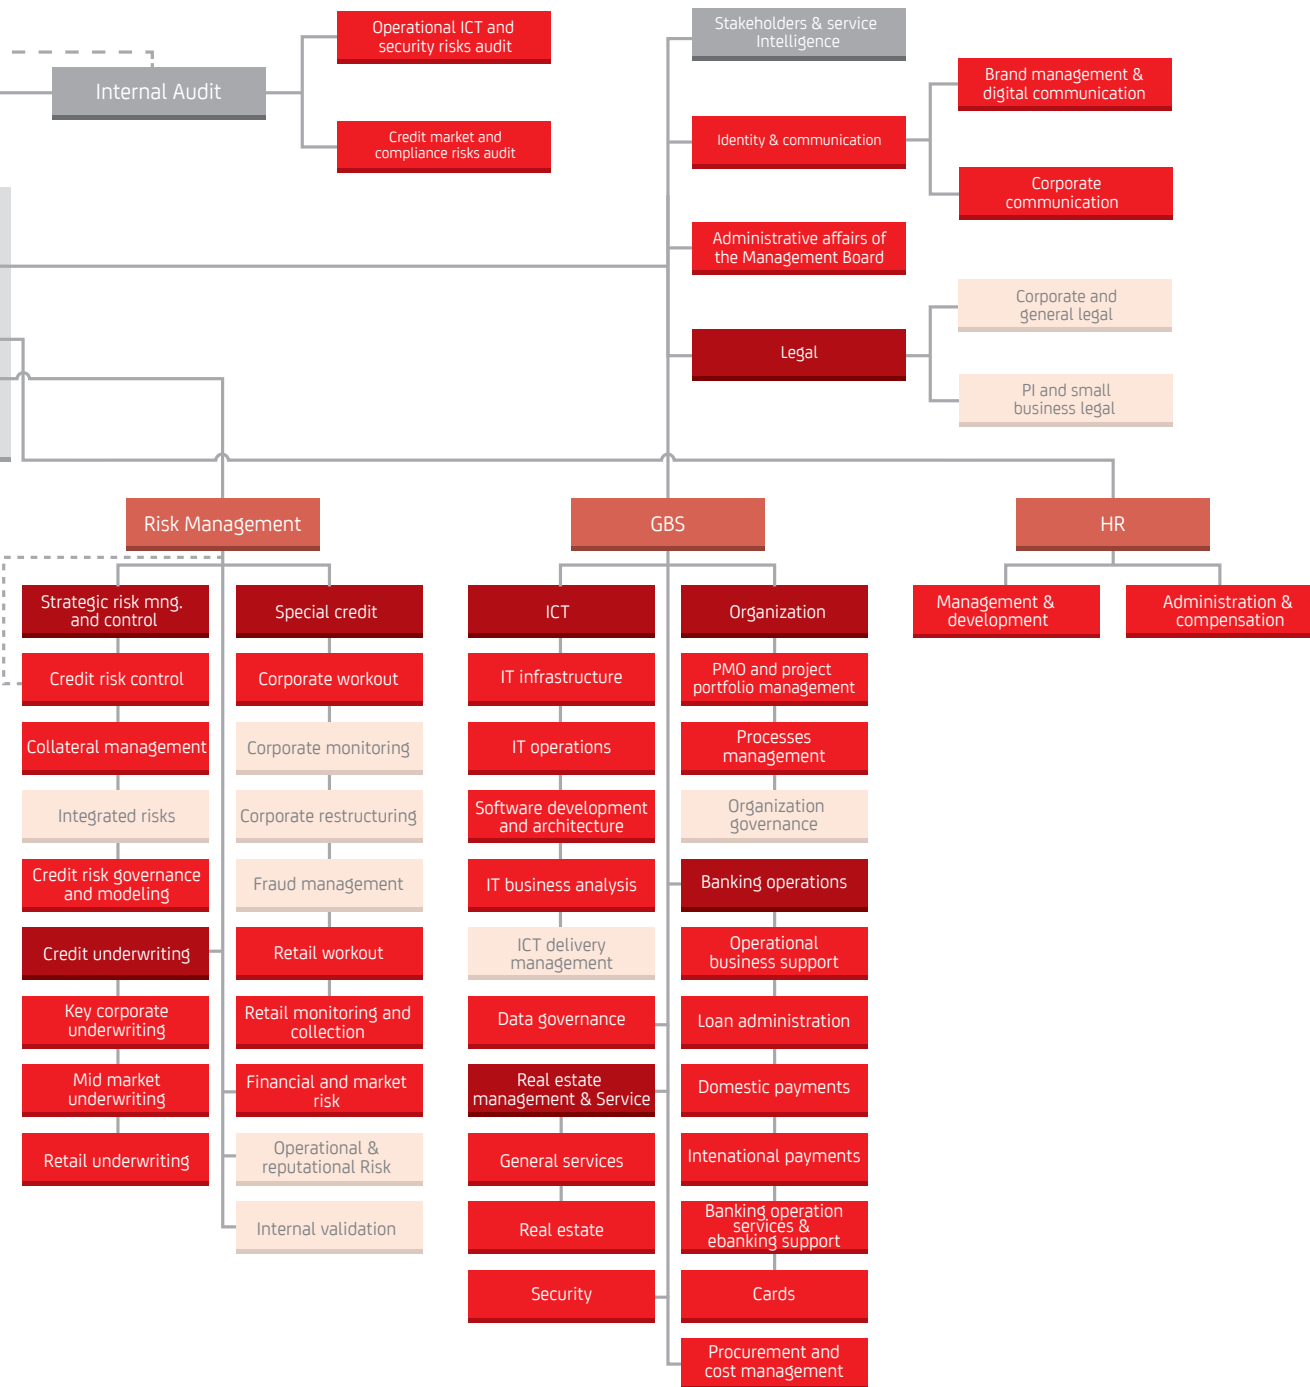 Operational ICT and
security risks audit
Internal Audit
Credit market and
compliance risks audit
Stakeholders & service
Intelligence
Brand management &
digital communication
Identity & communication
Corporate
communication
Administrative affairs of
the Management Board
Corporate and
general legal
Legal
PI and small
business legal
Risk Management
GBS
HR
Strategic risk mng.
and control
Credit risk control
Collateral management
Integrated risks
Credit risk governance
and modeling
Credit underwriting
Key corporate
underwriting
Mid market
underwriting
Retail underwriting
Special credit
Corporate workout
Corporate monitoring
Corporate restructuring
Fraud management
Retail workout
Retail monitoring and
collection
Financial and market
risk
Operational &
reputational Risk
Internal validation
ICT
IT infrastructure
IT operations
Software development
and architecture
IT business analysis
ICT delivery
management
Data governance
Real estate
management & Service
General services
Real estate
Security
Organization
PMO and project
portfolio management
Processes
management
Organization
governance
Banking operations
Operational
business support
Loan administration
Domestic payments
Intenational payments
Banking operation
services &
ebanking support
Cards
Procurement and
cost management
Management &
development
Administration &
compensation